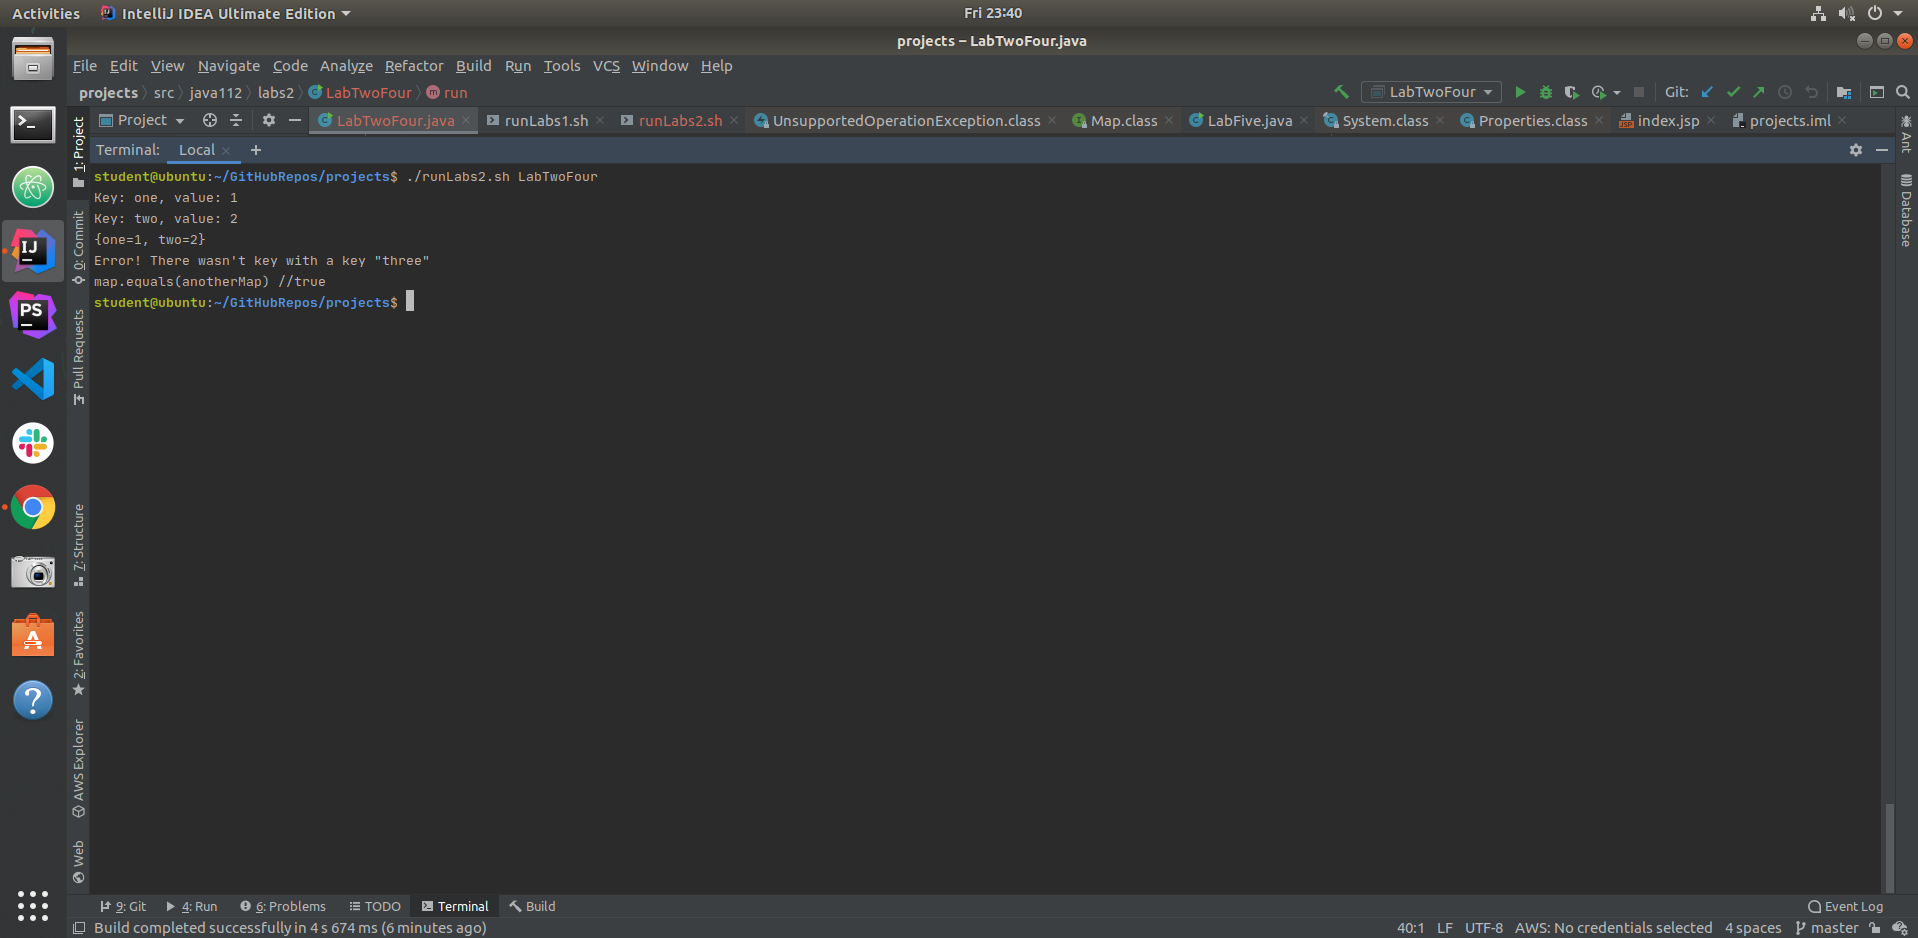 Activities IntelliJ IDEA Ultimate Edition Fri 23:40
projects – LabTwoFour.java
File Edit View Navigate Code Analyze Refactor Build Run Tools VCS Window Help
projects src java112 labs2 LabTwoFour run LabTwoFour Git:
1: Project Project LabTwoFour.java runLabs1.sh runLabs2.sh UnsupportedOperationException.class Map.class LabFive.java System.class Properties.class index.jsp projects.iml Ant
Terminal: Local +
student@ubuntu:~/GitHubRepos/projects$ ./runLabs2.sh LabTwoFour
Key: one, value: 1
Key: two, value: 2
{one=1, two=2}
Error! There wasn't key with a key "three"
map.equals(anotherMap) //true
student@ubuntu:~/GitHubRepos/projects$
Database
0: Commit
Pull Requests
7: Structure
2: Favorites
AWS Explorer
Web
IJ
PS
9: Git 4: Run 6: Problems TODO Terminal Build Event Log
Build completed successfully in 4 s 674 ms (6 minutes ago) 40:1 LF UTF-8 AWS: No credentials selected 4 spaces master